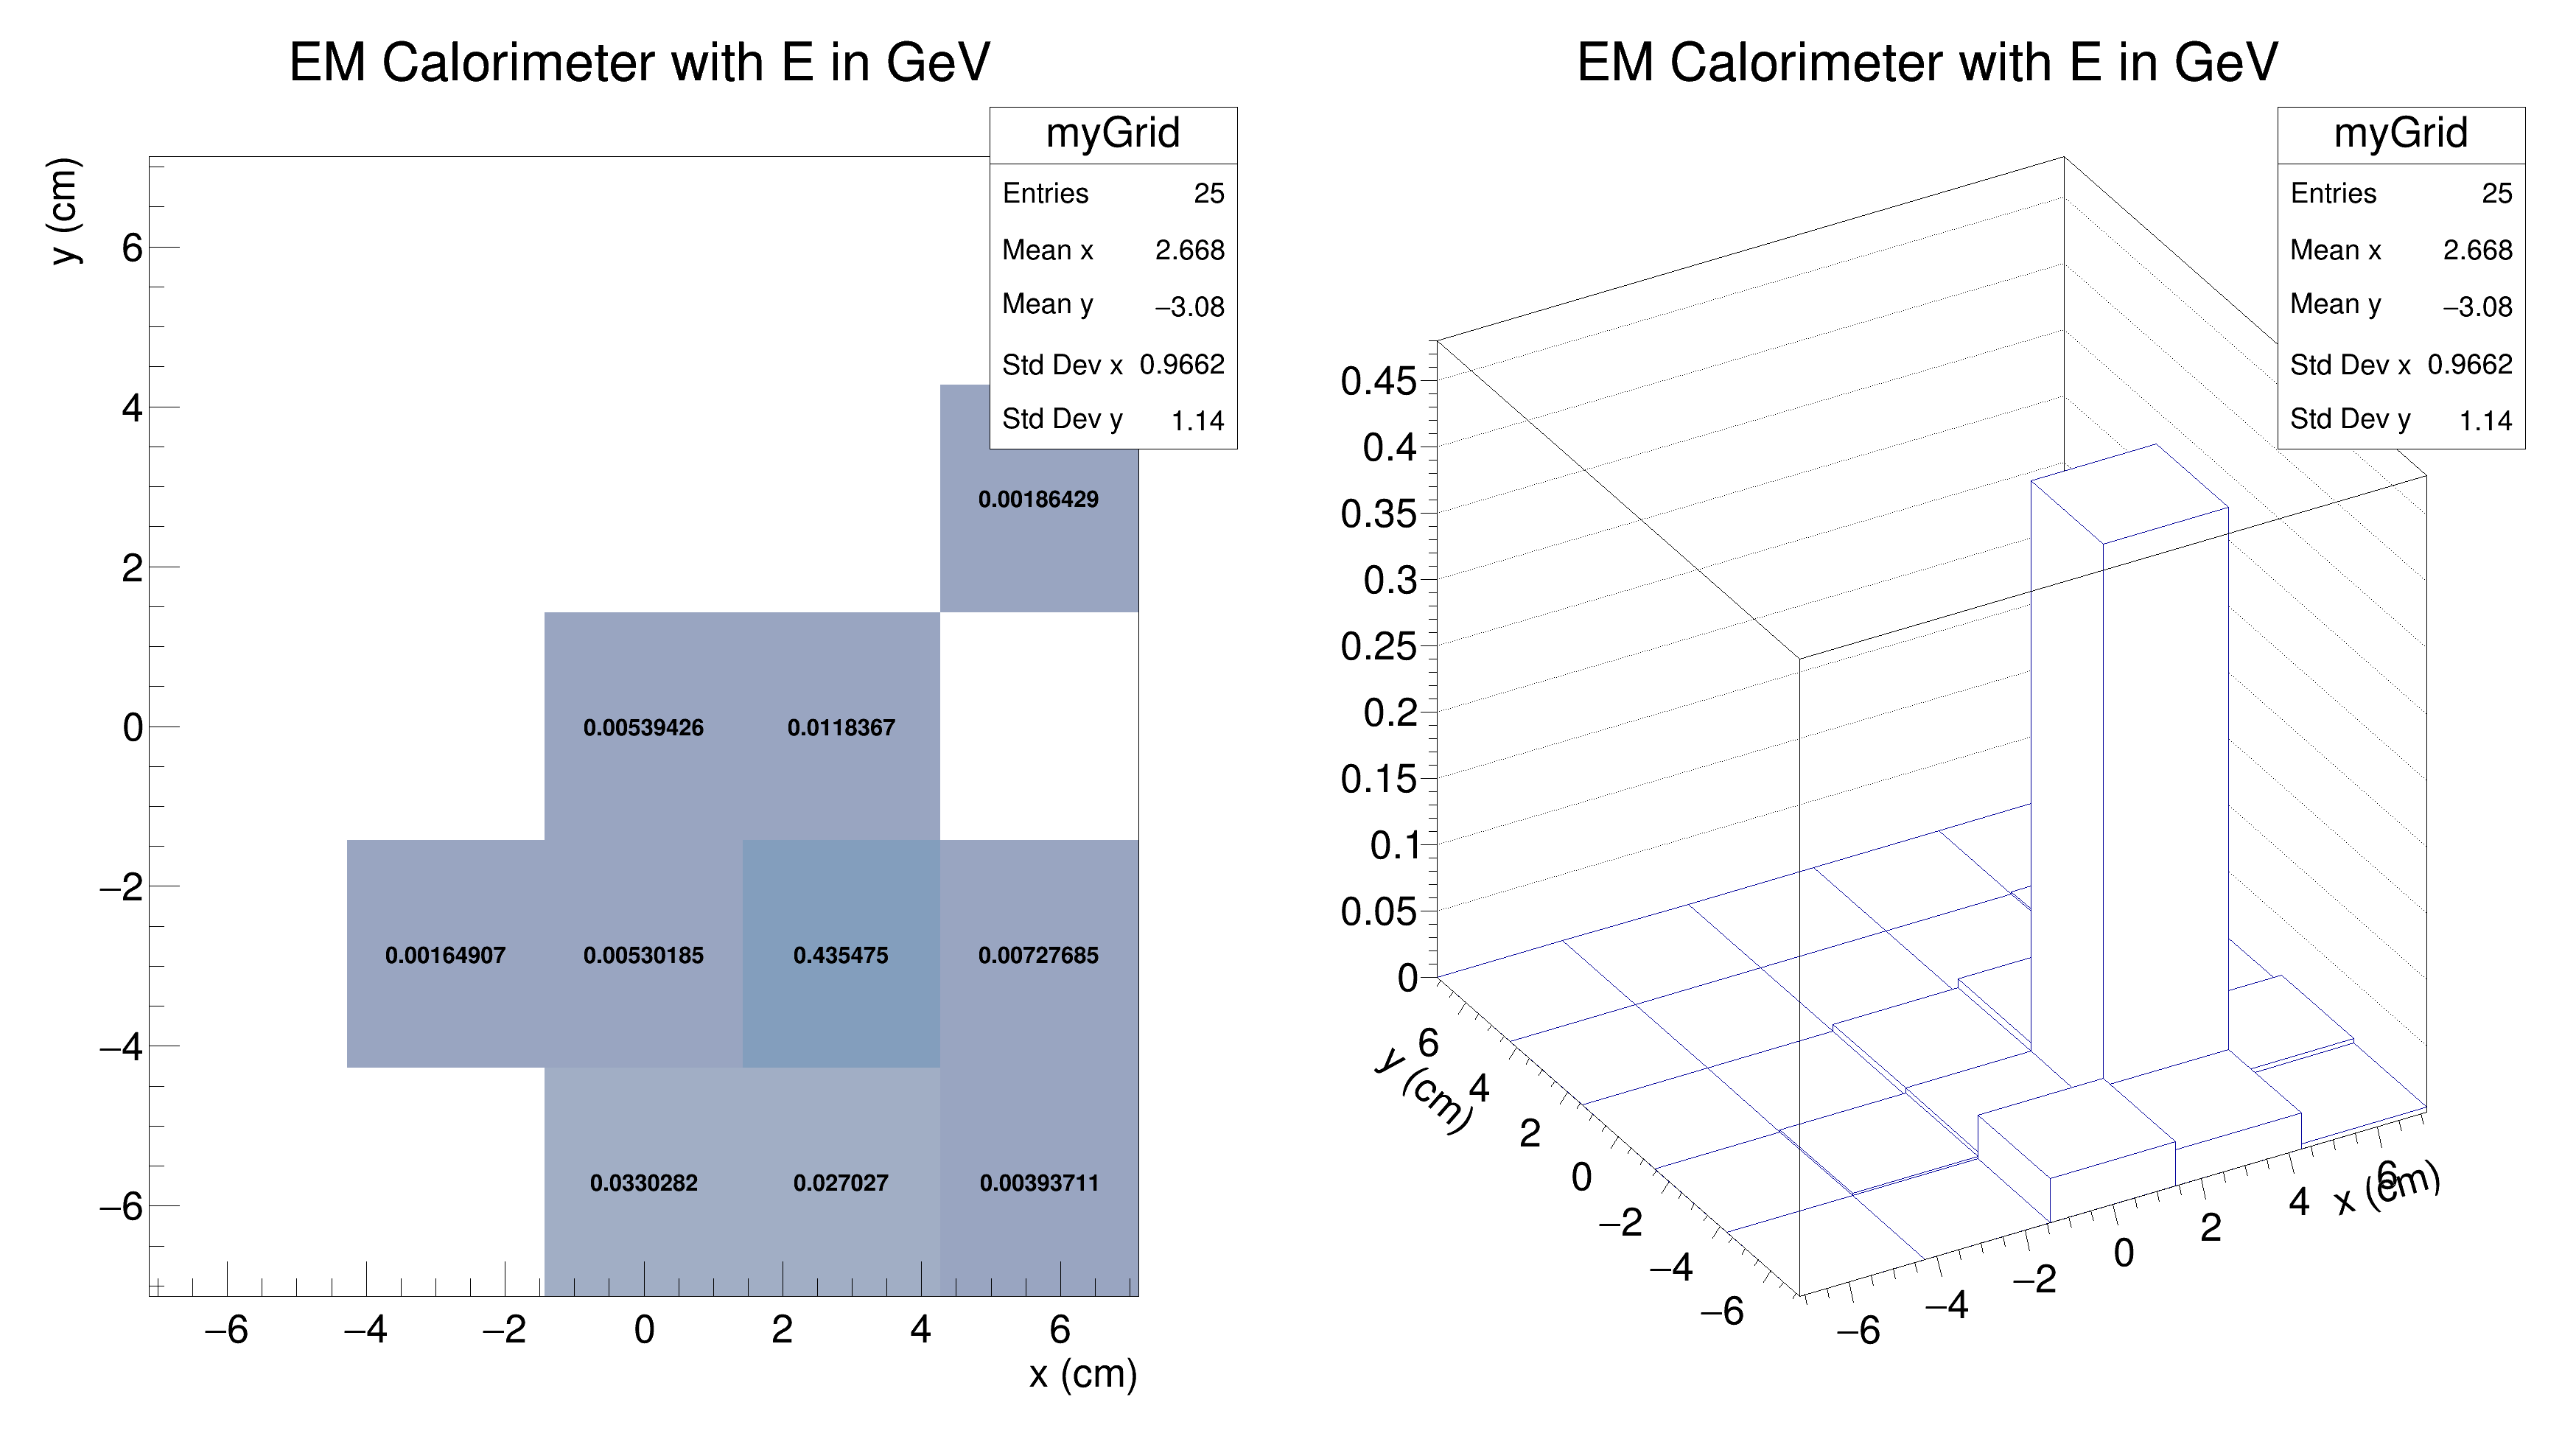 EM Calorimeter with E in GeV
myGrid
Entries 25
Mean x 2.668
Mean y −3.08
Std Dev x 0.9662
Std Dev y 1.14
y (cm)
6
4
2
0
−2
−4
−6
0.00186429
0.00539426 0.0118367
0.00164907 0.00530185 0.435475 0.00727685
0.0330282 0.027027 0.00393711
−6 −4 −2 0 2 4 6
x (cm)
EM Calorimeter with E in GeV
myGrid
Entries 25
Mean x 2.668
Mean y −3.08
Std Dev x 0.9662
Std Dev y 1.14
0.45
0.4
0.35
0.3
0.25
0.2
0.15
0.1
0.05
0
y (cm)
6
4
2
0
−2
−4
−6
−6 −4 −2 0 2 4 6
x (cm)